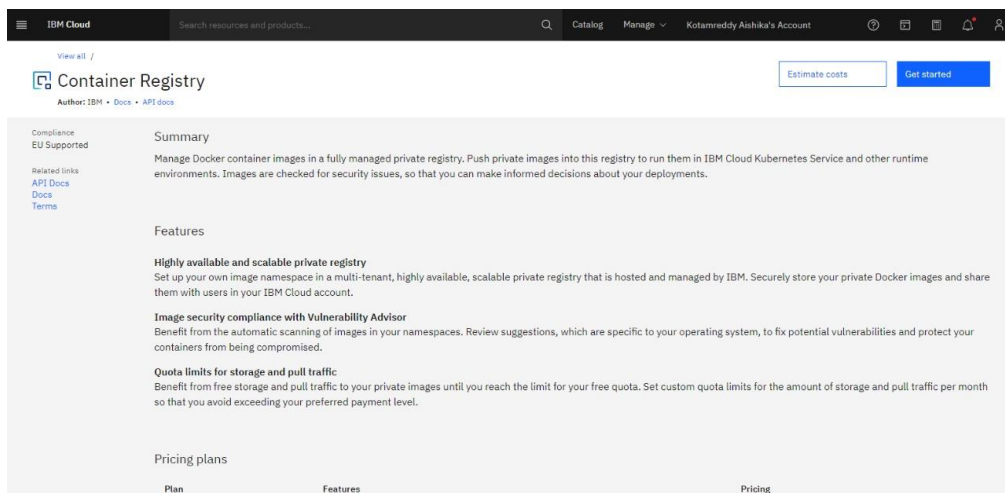 IBM Cloud
Search resources and products...
Catalog
Manage
Kotamreddy Aishika's Account
View all /
Container Registry
Estimate costs
Get started
Author: IBM • Docs • API docs
Compliance
EU Supported
Related links
API Docs
Docs
Terms
Summary
Manage Docker container images in a fully managed private registry. Push private images into this registry to run them in IBM Cloud Kubernetes Service and other runtime
environments. Images are checked for security issues, so that you can make informed decisions about your deployments.
Features
Highly available and scalable private registry
Set up your own image namespace in a multi-tenant, highly available, scalable private registry that is hosted and managed by IBM. Securely store your private Docker images and share
them with users in your IBM Cloud account.
Image security compliance with Vulnerability Advisor
Benefit from the automatic scanning of images in your namespaces. Review suggestions, which are specific to your operating system, to fix potential vulnerabilities and protect your
containers from being compromised.
Quota limits for storage and pull traffic
Benefit from free storage and pull traffic to your private images until you reach the limit for your free quota. Set custom quota limits for the amount of storage and pull traffic per month
so that you avoid exceeding your preferred payment level.
Pricing plans
Plan
Features
Pricing